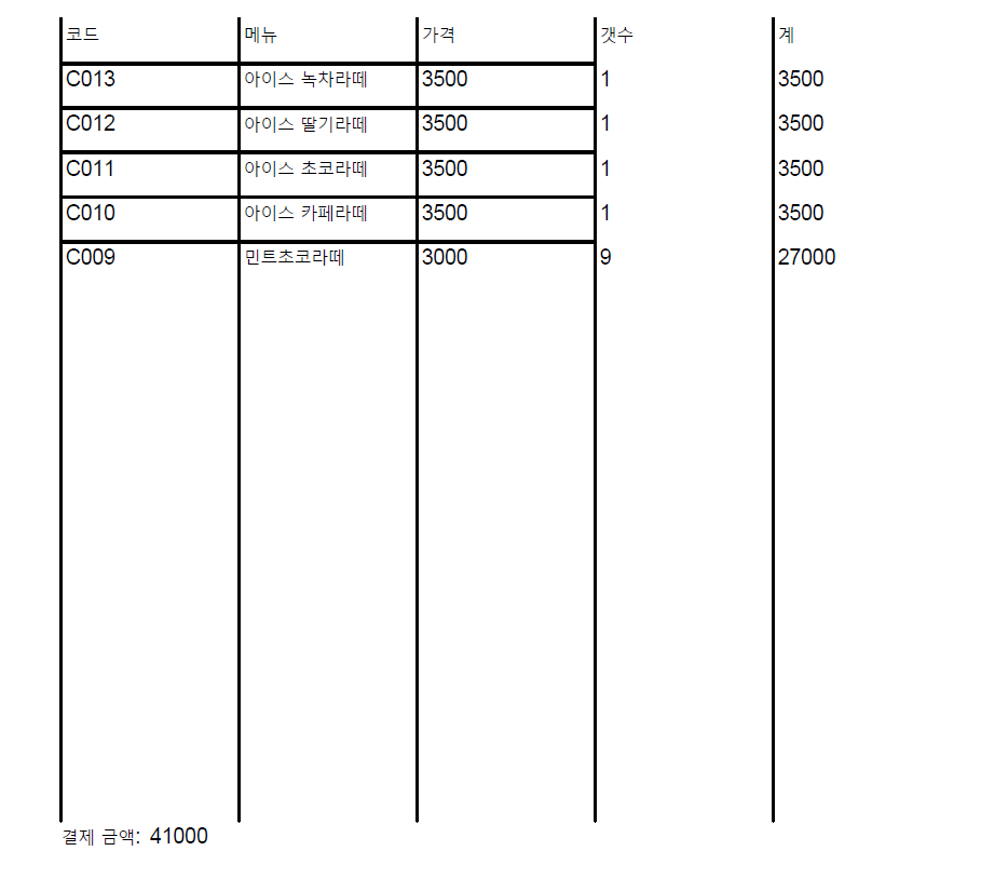 코드 메뉴 가격 갯수 계
C013 아이스 녹차라떼 3500 1 3500
C012 아이스 딸기라떼 3500 1 3500
C011 아이스 초코라떼 3500 1 3500
C010 아이스 카페라떼 3500 1 3500
C009 민트초코라떼 3000 9 27000
결제 금액: 41000